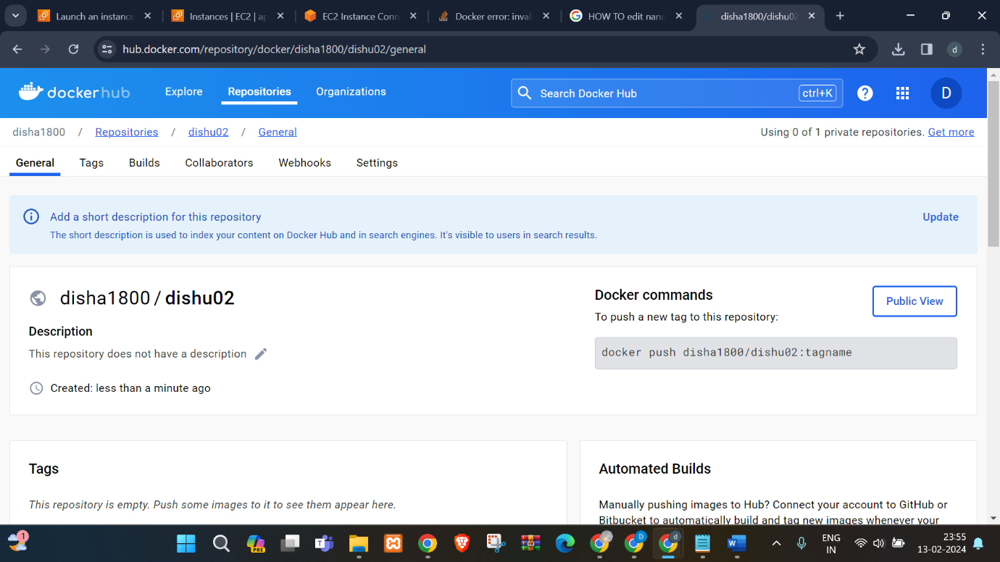 Launch an instance
Instances | EC2 | ap
EC2 Instance Conn
Docker error: inval
HOW TO edit nano
disha1800/dishu02
hub.docker.com/repository/docker/disha1800/dishu02/general
d
dockerhub
Explore
Repositories
Organizations
Search Docker Hub
ctrl+K
?
D
disha1800 / Repositories / dishu02 / General
Using 0 of 1 private repositories. Get more
General
Tags
Builds
Collaborators
Webhooks
Settings
Add a short description for this repository
Update
The short description is used to index your content on Docker Hub and in search engines. It's visible to users in search results.
disha1800 / dishu02
Description
This repository does not have a description
Created: less than a minute ago
Docker commands
Public View
To push a new tag to this repository:
docker push disha1800/dishu02:tagname
Tags
This repository is empty. Push some images to it to see them appear here.
Automated Builds
Manually pushing images to Hub? Connect your account to GitHub or
Bitbucket to automatically build and tag new images whenever your
1
PRE
D
d
ENG
IN
23:55
13-02-2024